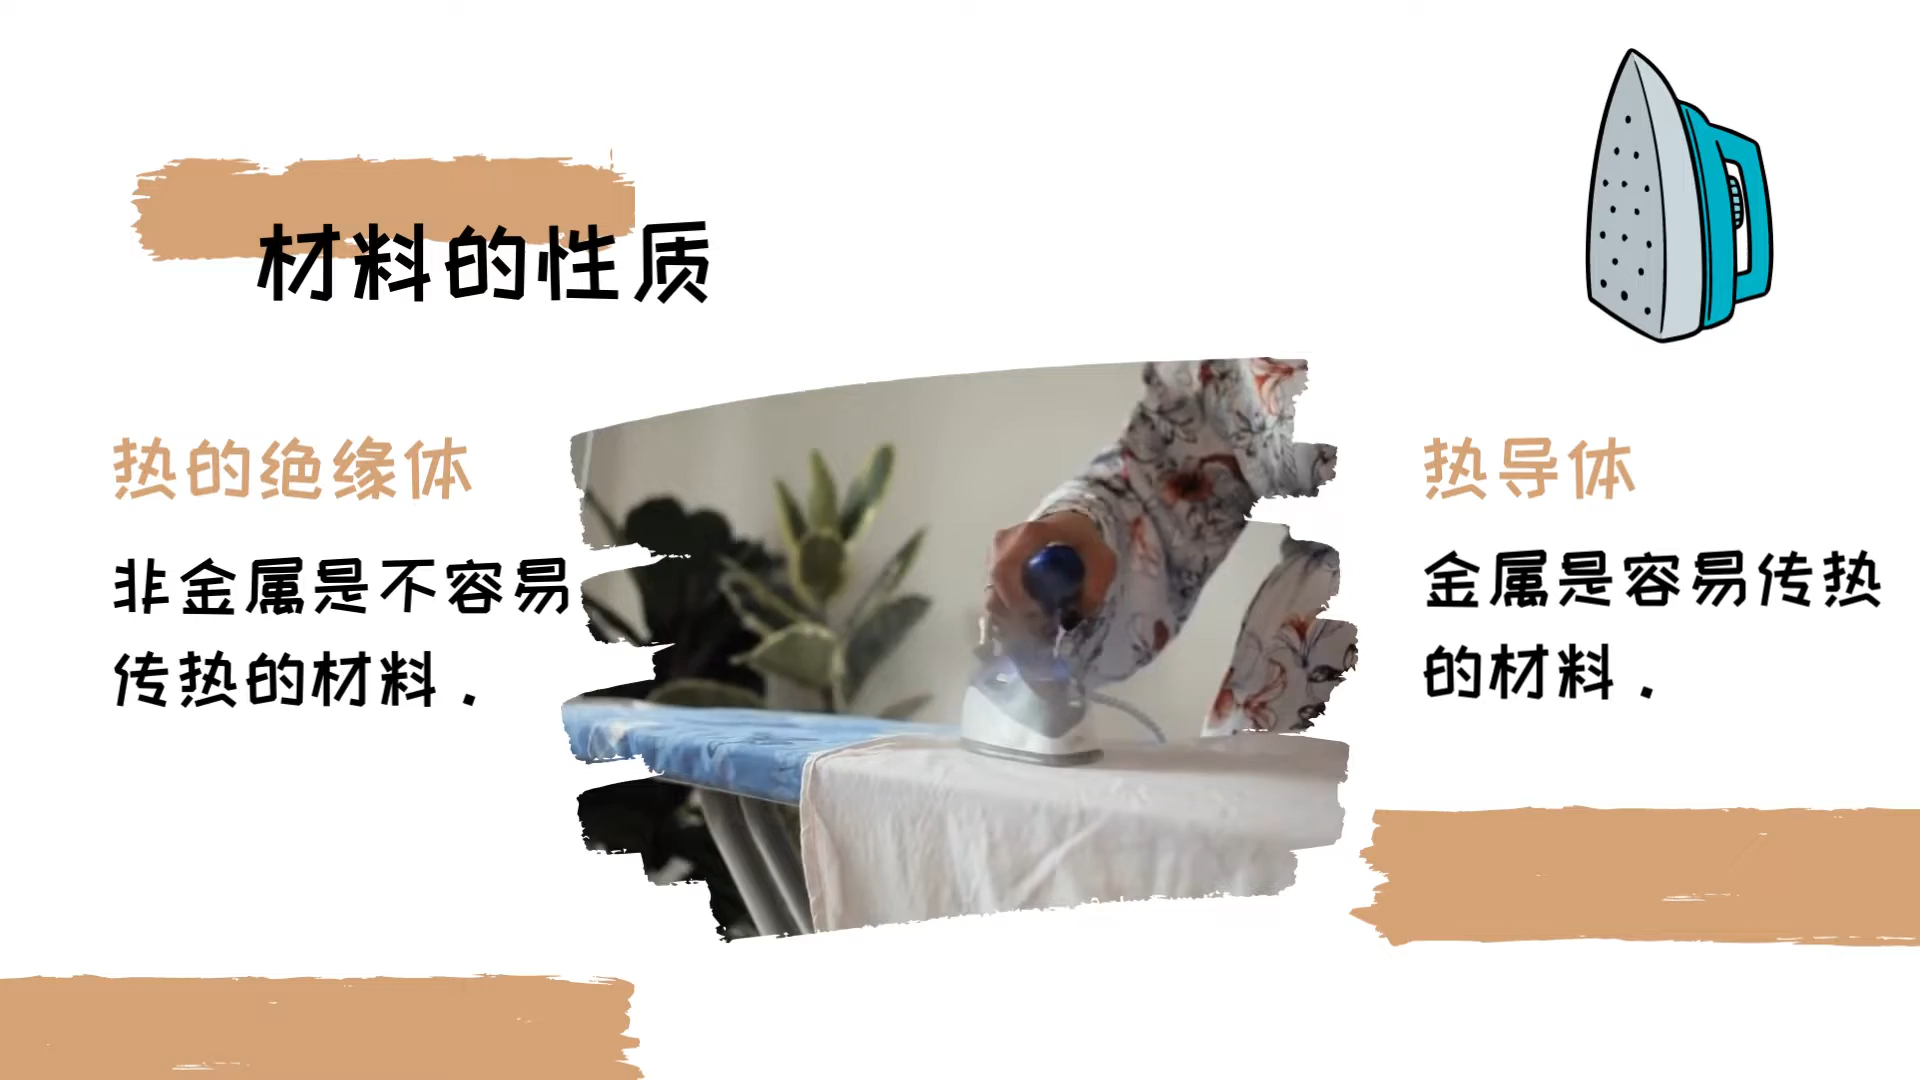 材料的性质
热的绝缘体
非金属是不容易
传热的材料.
热导体
金属是容易传热
的材料.